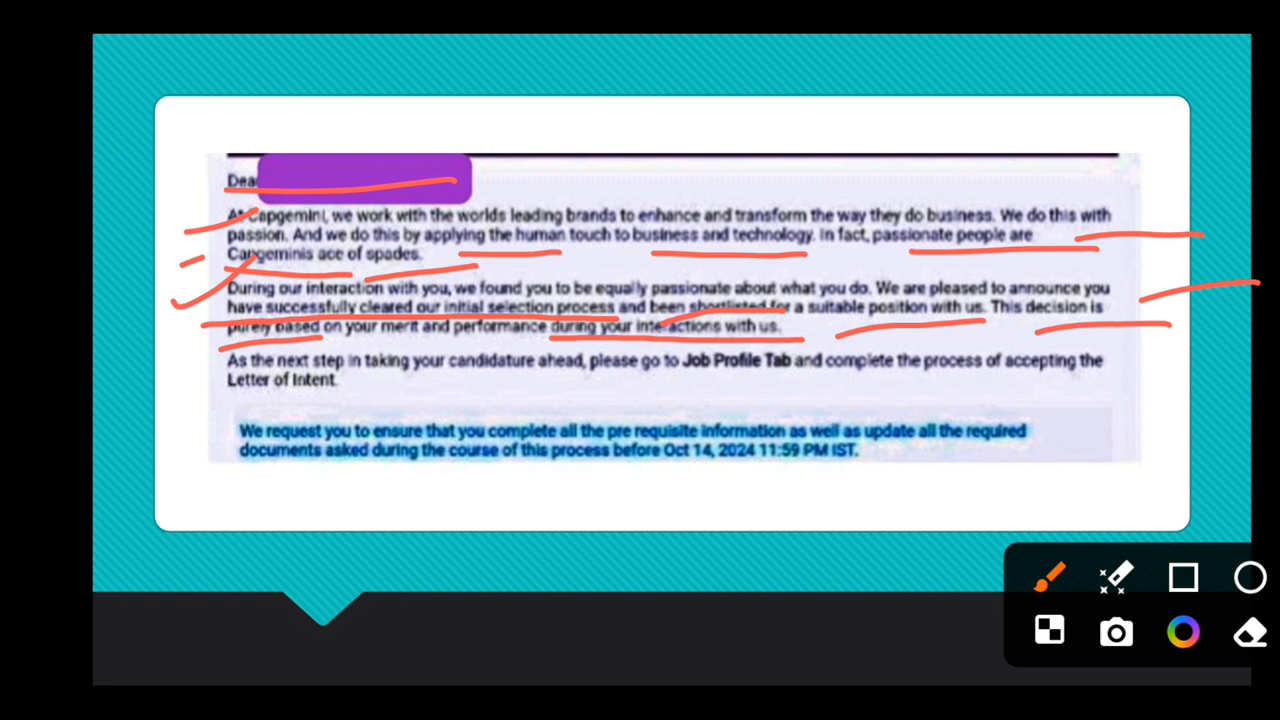 Dea
At Capgemini, we work with the worlds leading brands to enhance and transform the way they do business. We do this with
passion. And we do this by applying the human touch to business and technology. In fact, passionate people are
Capgeminis ace of spades.
During our interaction with you, we found you to be equally passionate about what you do. We are pleased to announce you
have successfully cleared our initial selection process and been shortlisted for a suitable position with us. This decision is
purely based on your merit and performance during your interactions with us.
As the next step in taking your candidature ahead, please go to Job Profile Tab and complete the process of accepting the
Letter of Intent.
We request you to ensure that you complete all the pre requisite information as well as update all the required
documents asked during the course of this process before Oct 14, 2024 11:59 PM IST.